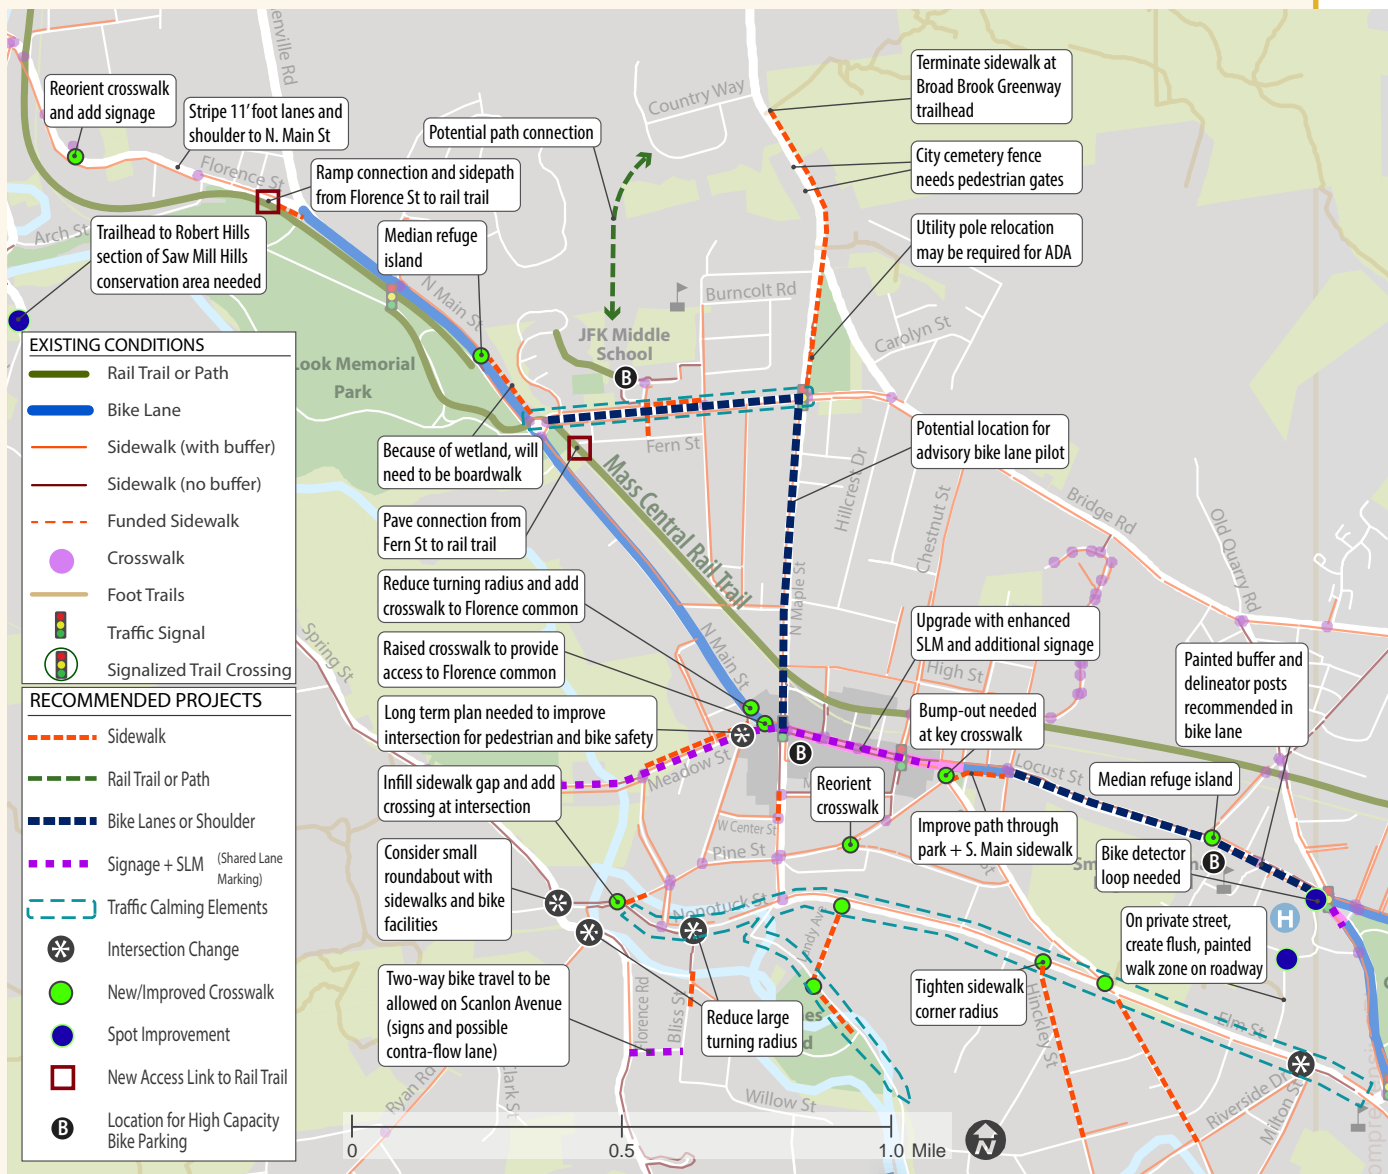 Reorient crosswalk
and add signage
Stripe 11' foot lanes and
shoulder to N. Main St
Potential path connection
Ramp connection and sidepath
from Florence St to rail trail
Trailhead to Robert Hills
section of Saw Mill Hills
conservation area needed
Median refuge
island
Terminate sidewalk at
Broad Brook Greenway
trailhead
City cemetery fence
needs pedestrian gates
Utility pole relocation
may be required for ADA
Country Way
Florence St
Arch St
N Main St
Burncolt Rd
Carolyn St
JFK Middle
School
B
Look Memorial
Park
Fern St
Because of wetland, will
need to be boardwalk
Potential location for
advisory bike lane pilot
Pave connection from
Fern St to rail trail
Mass Central Rail Trail
Hillcrest Dr
Chestnut St
Bridge Rd
Old Quarry Rd
Reduce turning radius and add
crosswalk to Florence common
N Maple St
Raised crosswalk to provide
access to Florence common
N Main St
Upgrade with enhanced
SLM and additional signage
High St
Painted buffer and
delineator posts
recommended in
bike lane
Spring St
Long term plan needed to improve
intersection for pedestrian and bike safety
Bump-out needed
at key crosswalk
B
Locust St
Meadow St
Infill sidewalk gap and add
crossing at intersection
Reorient
crosswalk
Median refuge island
B
W Center St
Pine St
Improve path through
park + S. Main sidewalk
Bike detector
loop needed
Consider small
roundabout with
sidewalks and bike
facilities
Nonotuck St
H
On private street,
create flush, painted
walk zone on roadway
Two-way bike travel to be
allowed on Scanlon Avenue
(signs and possible
contra-flow lane)
Florence Rd
Bliss St
Reduce large
turning radius
Tighten sidewalk
corner radius
Hinckley St
Elm St
Riverside Dr
Milton St
Willow St
Clark St
Ryan Rd
EXISTING CONDITIONS
Rail Trail or Path
Bike Lane
Sidewalk (with buffer)
Sidewalk (no buffer)
Funded Sidewalk
Crosswalk
Foot Trails
Traffic Signal
Signalized Trail Crossing
RECOMMENDED PROJECTS
Sidewalk
Rail Trail or Path
Bike Lanes or Shoulder
Signage + SLM (Shared Lane
Marking)
Traffic Calming Elements
Intersection Change
New/Improved Crosswalk
Spot Improvement
New Access Link to Rail Trail
B Location for High Capacity
Bike Parking
0 0.5 1.0 Mile
N